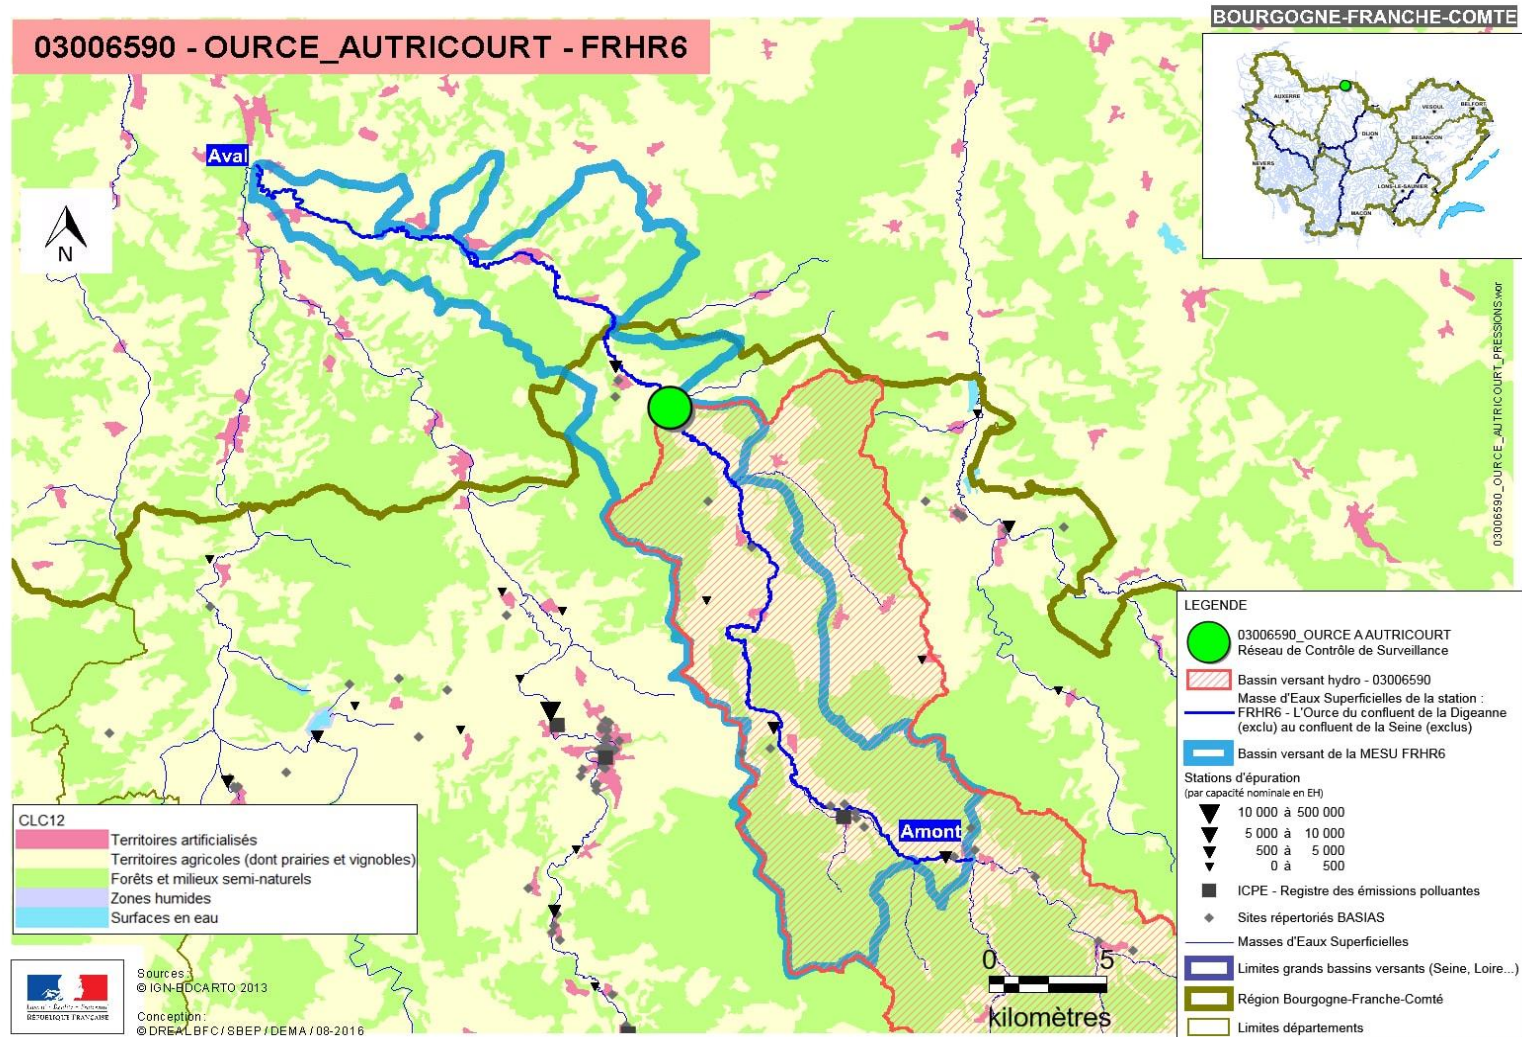 03006590 - OURCE_AUTRICOURT - FRHR6
BOURGOGNE-FRANCHE-COMTE
AUXERRE
VESOUL
BELFORT
DIJON
BESANCON
NEVERS
LONS-LE-SAUNIER
MACON
Aval
N
03006590_OURCE_AUTRICOURT_PRESSIONS.wor
Amont
LEGENDE
03006590_OURCE A AUTRICOURT
Réseau de Contrôle de Surveillance
Bassin versant hydro - 03006590
Masse d'Eaux Superficielles de la station :
FRHR6 - L'Ource du confluent de la Digeanne
(exclu) au confluent de la Seine (exclus)
Bassin versant de la MESU FRHR6
Stations d'épuration
(par capacité nominale en EH)
10 000 à 500 000
5 000 à 10 000
500 à 5 000
0 à 500
ICPE - Registre des émissions polluantes
Sites répertoriés BASIAS
Masses d'Eaux Superficielles
Limites grands bassins versants (Seine, Loire...)
Région Bourgogne-Franche-Comté
Limites départements
CLC12
Territoires artificialisés
Territoires agricoles (dont prairies et vignobles)
Forêts et milieux semi-naturels
Zones humides
Surfaces en eau
0 5
kilomètres
Liberté • Égalité • Fraternité
RÉPUBLIQUE FRANÇAISE
Sources :
© IGN-BDCARTO 2013
Conception :
© DREAL BFC / SBEP / DEMA / 08-2016